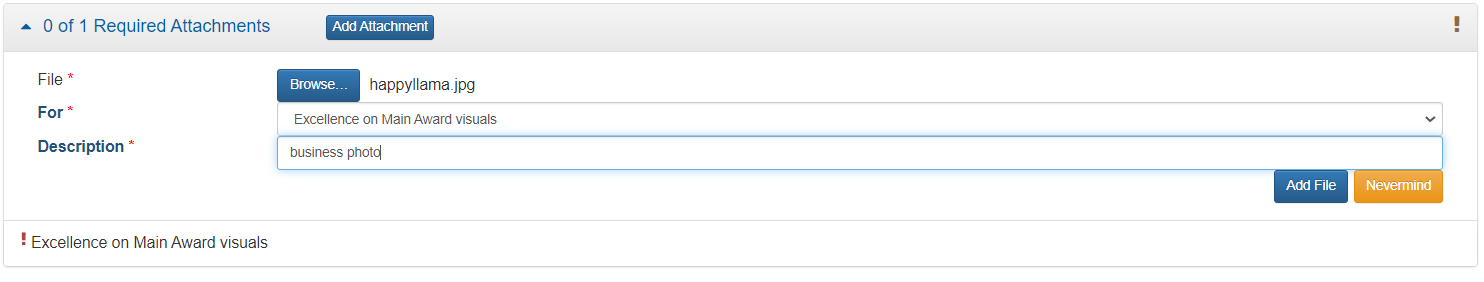 0 of 1 Required Attachments Add Attachment !
File * Browse... happyllama.jpg
For * Excellence on Main Award visuals
Description * business photo
Add File Nevermind
! Excellence on Main Award visuals